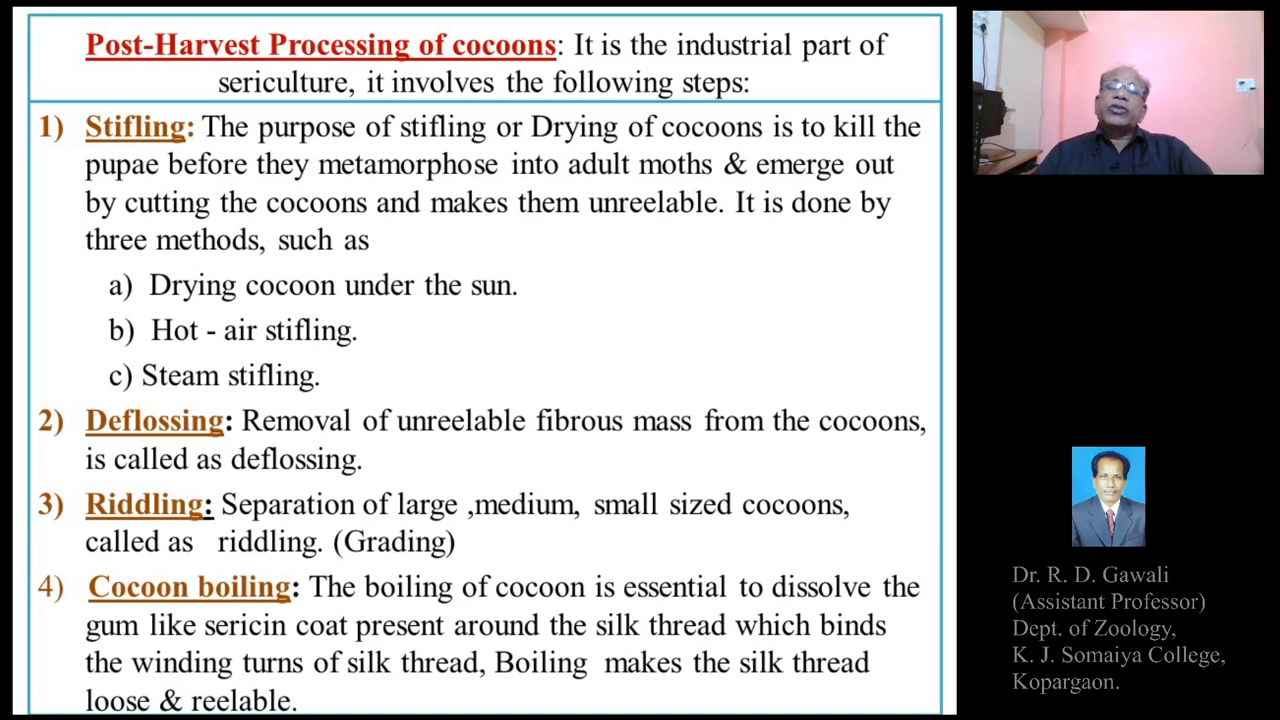 Post-Harvest Processing of cocoons: It is the industrial part of
sericulture, it involves the following steps:
1) Stifling: The purpose of stifling or Drying of cocoons is to kill the
pupae before they metamorphose into adult moths & emerge out
by cutting the cocoons and makes them unreelable. It is done by
three methods, such as
a) Drying cocoon under the sun.
b) Hot - air stifling.
c) Steam stifling.
2) Deflossing: Removal of unreelable fibrous mass from the cocoons,
is called as deflossing.
3) Riddling: Separation of large ,medium, small sized cocoons,
called as riddling. (Grading)
4) Cocoon boiling: The boiling of cocoon is essential to dissolve the
gum like sericin coat present around the silk thread which binds
the winding turns of silk thread, Boiling makes the silk thread
loose & reelable.
Dr. R. D. Gawali
(Assistant Professor)
Dept. of Zoology,
K. J. Somaiya College,
Kopargaon.